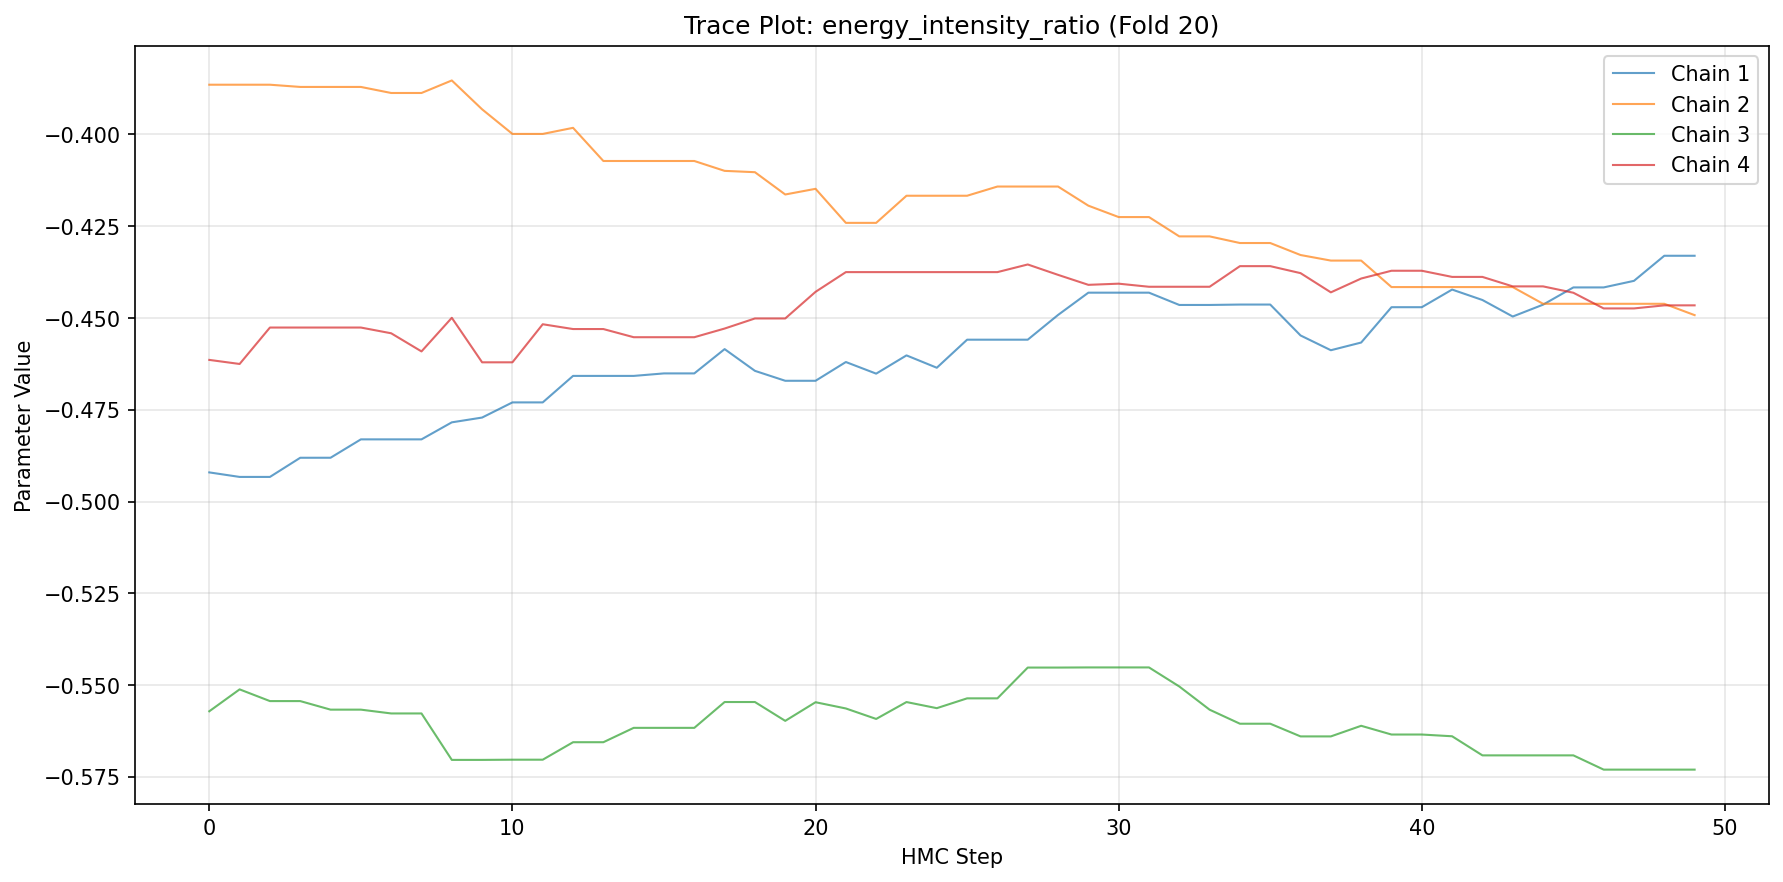 Trace Plot: energy_intensity_ratio (Fold 20)
Chain 1
Chain 2
Chain 3
Chain 4
−0.400
−0.425
−0.450
−0.475
−0.500
−0.525
−0.550
−0.575
Parameter Value
0 10 20 30 40 50
HMC Step